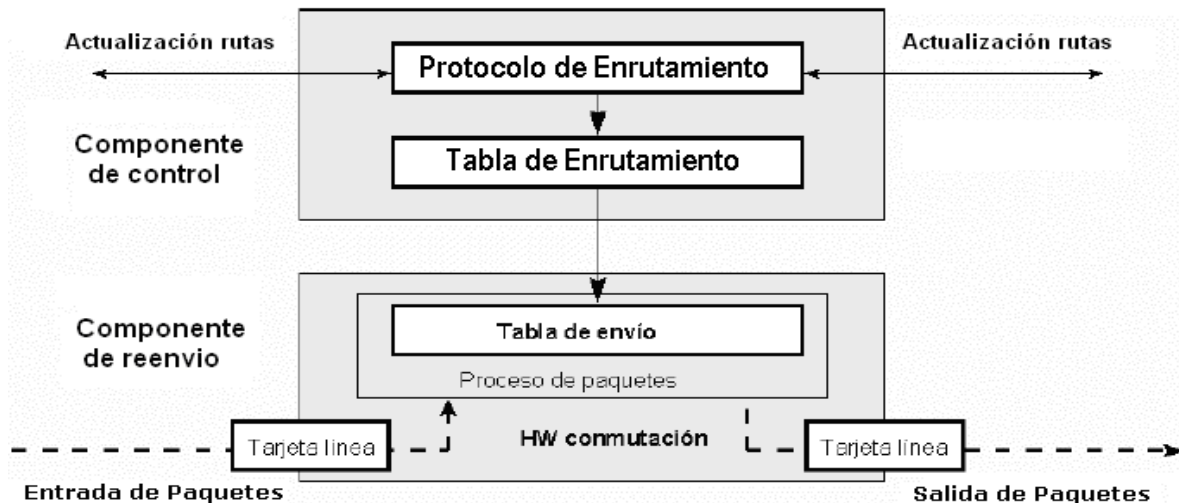 Actualización rutas
Actualización rutas
Protocolo de Enrutamiento
Componente
de control
Tabla de Enrutamiento
Componente
de reenvio
Tabla de envío
Proceso de paquetes
Tarjeta línea
HW conmutación
Tarjeta línea
Entrada de Paquetes
Salida de Paquetes